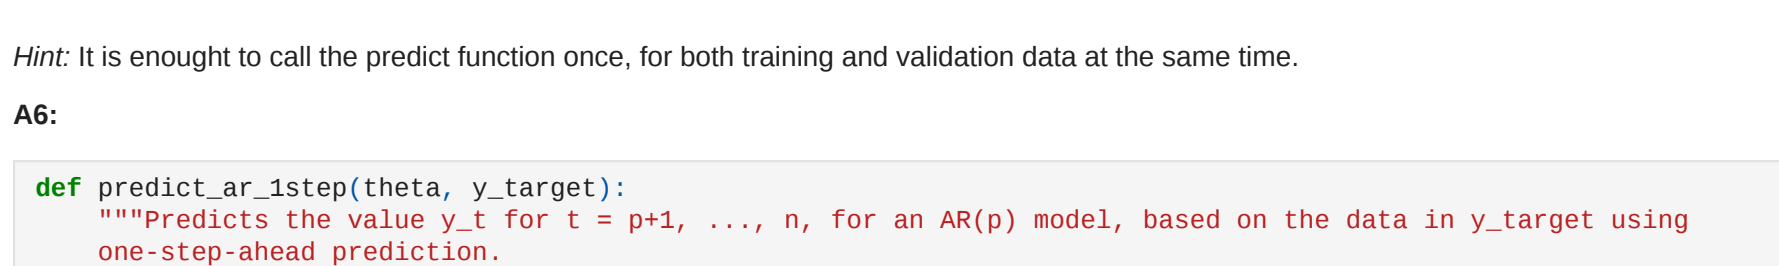 Hint: It is enought to call the predict function once, for both training and validation data at the same time.
A6:
def predict_ar_1step(theta, y_target):
    """Predicts the value y_t for t = p+1, ..., n, for an AR(p) model, based on the data in y_target using
    one-step-ahead prediction.